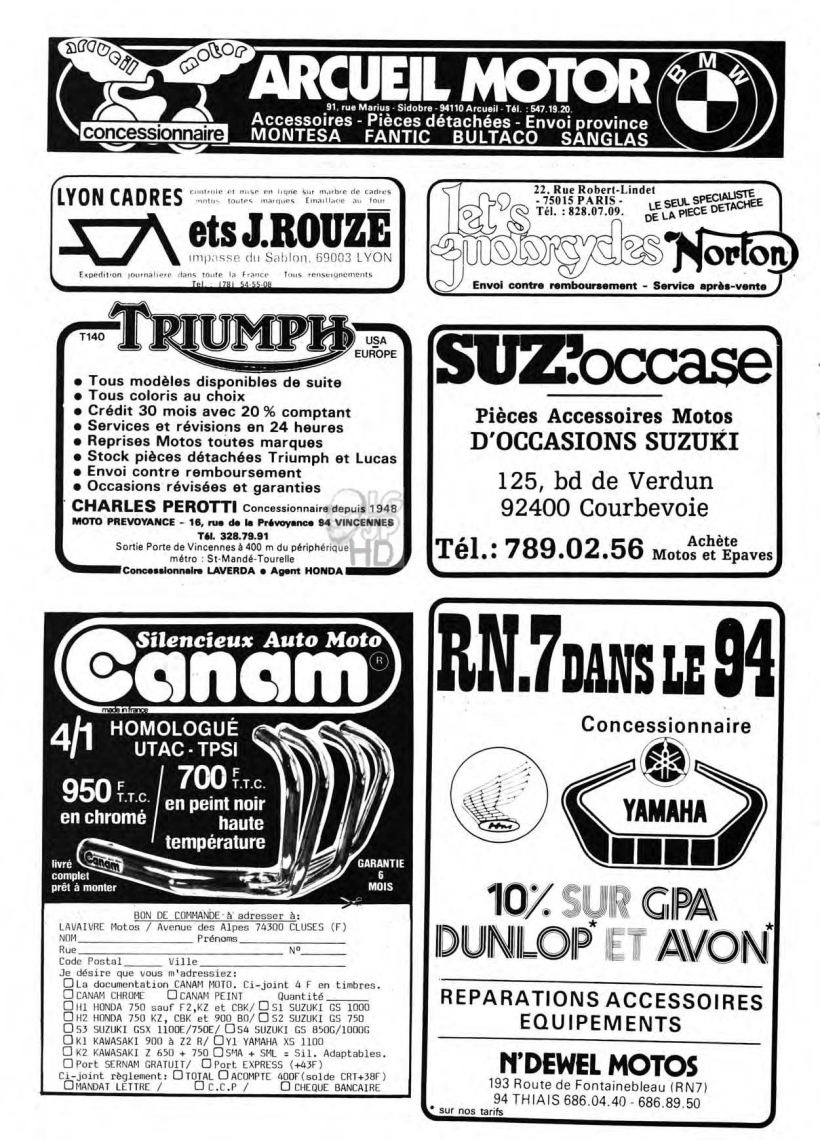 arcueil motor
concessionnaire
ARCUEIL MOTOR
BMW
91, rue Marius - Sidobre - 94110 Arcueil - Tél. : 547.19.20.
Accessoires - Pièces détachées - Envoi province
MONTESA FANTIC BULTACO SANGLAS
LYON CADRES
controle et mise en ligne sur marbre de cadres
motos toutes marques Emaillage au four
ets J.ROUZE
impasse du Sablon, 69003 LYON
Expedition journaliere dans toute la France Tous renseignements
Tel. : (78) 54-55-08
22, Rue Robert-Lindet
- 75015 PARIS -
Tél. : 828.07.09.
LE SEUL SPECIALISTE
DE LA PIECE DETACHEE
let's motorcycles
Norton
Envoi contre remboursement - Service après-vente
T140
TRIUMPH
USA
EUROPE
• Tous modèles disponibles de suite
• Tous coloris au choix
• Crédit 30 mois avec 20 % comptant
• Services et révisions en 24 heures
• Reprises Motos toutes marques
• Stock pièces détachées Triumph et Lucas
• Envoi contre remboursement
• Occasions révisées et garanties
CHARLES PEROTTI Concessionnaire depuis 1948
MOTO PREVOYANCE - 16, rue de la Prévoyance 94 VINCENNES
Tél. 328.79.91
Sortie Porte de Vincennes à 400 m du périphérique
métro : St-Mandé-Tourelle
Concessionnaire LAVERDA • Agent HONDA
SUZ'occase
Pièces Accessoires Motos
D'OCCASIONS SUZUKI
125, bd de Verdun
92400 Courbevoie
Tél.: 789.02.56
Achète
Motos et Epaves
Silencieux Auto Moto
Canam ®
made in france
4/1
HOMOLOGUÉ
UTAC - TPSI
950 F T.T.C.
en chromé
700 F T.T.C.
en peint noir
haute
température
Canam
livré
complet
prêt à monter
GARANTIE
6
MOIS
BON DE COMMANDE à adresser à:
LAVAIVRE Motos / Avenue des Alpes 74300 CLUSES (F)
NOM Prénoms
Rue N°
Code Postal Ville
Je désire que vous m'adressiez:
La documentation CANAM MOTO. Ci-joint 4 F en timbres.
CANAM CHROME CANAM PEINT Quantité
H1 HONDA 750 sauf F2,KZ et CBK/ S1 SUZUKI GS 1000
H2 HONDA 750 KZ, CBK et 900 BO/ S2 SUZUKI GS 750
S3 SUZUKI GSX 1100E/750E/ S4 SUZUKI GS 850G/1000G
K1 KAWASAKI 900 à Z2 R/ Y1 YAMAHA XS 1100
K2 KAWASAKI Z 650 + 750 SMA + SML = Sil. Adaptables.
Port SERNAM GRATUIT/ Port EXPRESS (+43F)
Ci-joint règlement: TOTAL ACOMPTE 400F(solde CRT+38F)
MANDAT LETTRE / C.C.P / CHEQUE BANCAIRE
RN.7 DANS LE 94
Concessionnaire
HM
YAMAHA
10% SUR GPA
DUNLOP* ET AVON*
REPARATIONS ACCESSOIRES
EQUIPEMENTS
N'DEWEL MOTOS
193 Route de Fontainebleau (RN7)
94 THIAIS 686.04.40 - 686.89.50
* sur nos tarifs